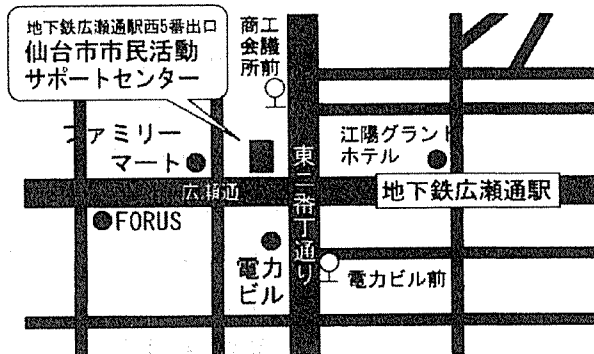 地下鉄広瀬通駅西5番出口
仙台市市民活動
サポートセンター
商工
会議
所前
ファミリー
マート
江陽グランド
ホテル
東二番丁通り
広瀬通
地下鉄広瀬通駅
FORUS
電力
ビル
電力ビル前